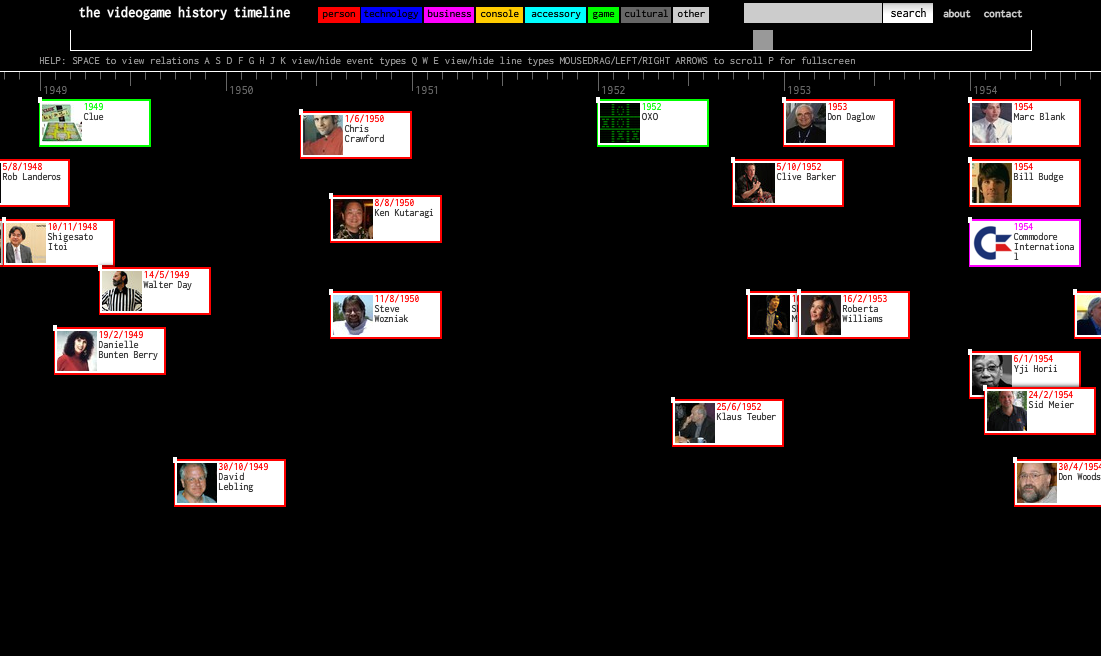 the videogame history timeline
person technology business console accessory game cultural other
search about contact
HELP: SPACE to view relations A S D F G H J K view/hide event types Q W E view/hide line types MOUSEDRAG/LEFT/RIGHT ARROWS to scroll P for fullscreen
1949 1950 1951 1952 1953 1954
1949
Clue
1/6/1950
Chris
Crawford
1952
OXO
1953
Don Daglow
1954
Marc Blank
5/8/1948
Rob Landeros
5/10/1952
Clive Barker
1954
Bill Budge
8/8/1950
Ken Kutaragi
10/11/1948
Shigesato
Itoi
1954
Commodore
Internationa
l
14/5/1949
Walter Day
11/8/1950
Steve
Wozniak
16/2/1953
Roberta
Williams
19/2/1949
Danielle
Bunten Berry
6/1/1954
Yji Horii
24/2/1954
Sid Meier
25/6/1952
Klaus Teuber
30/10/1949
David
Lebling
30/4/1954
Don Woods